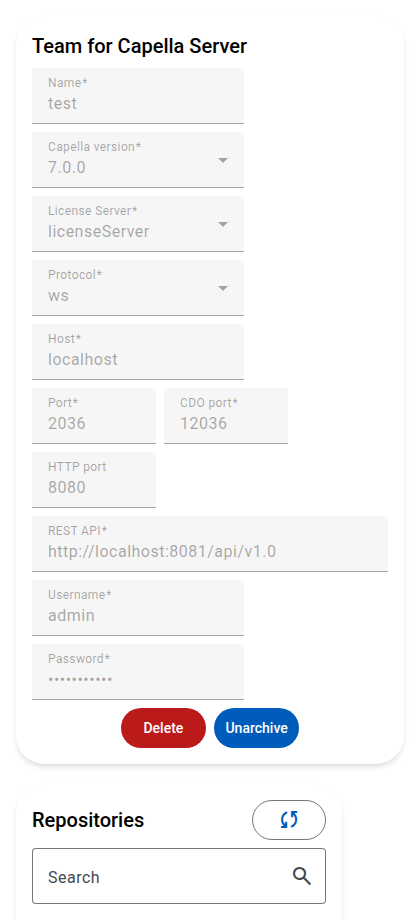 Team for Capella Server
Name*
test
Capella version*
7.0.0
License Server*
licenseServer
Protocol*
ws
Host*
localhost
Port*
2036
CDO port*
12036
HTTP port
8080
REST API*
http://localhost:8081/api/v1.0
Username*
admin
Password*
•••••••••••
Delete
Unarchive
Repositories
Search